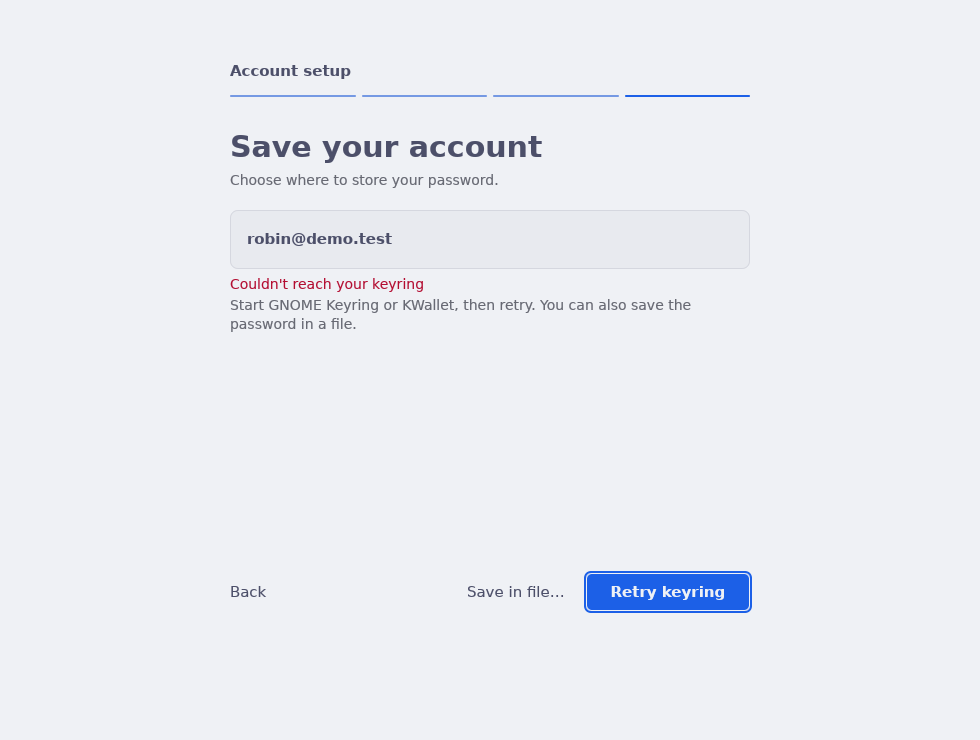 Account setup
Save your account
Choose where to store your password.
robin@demo.test
Couldn't reach your keyring
Start GNOME Keyring or KWallet, then retry. You can also save the
password in a file.
Back
Save in file…
Retry keyring